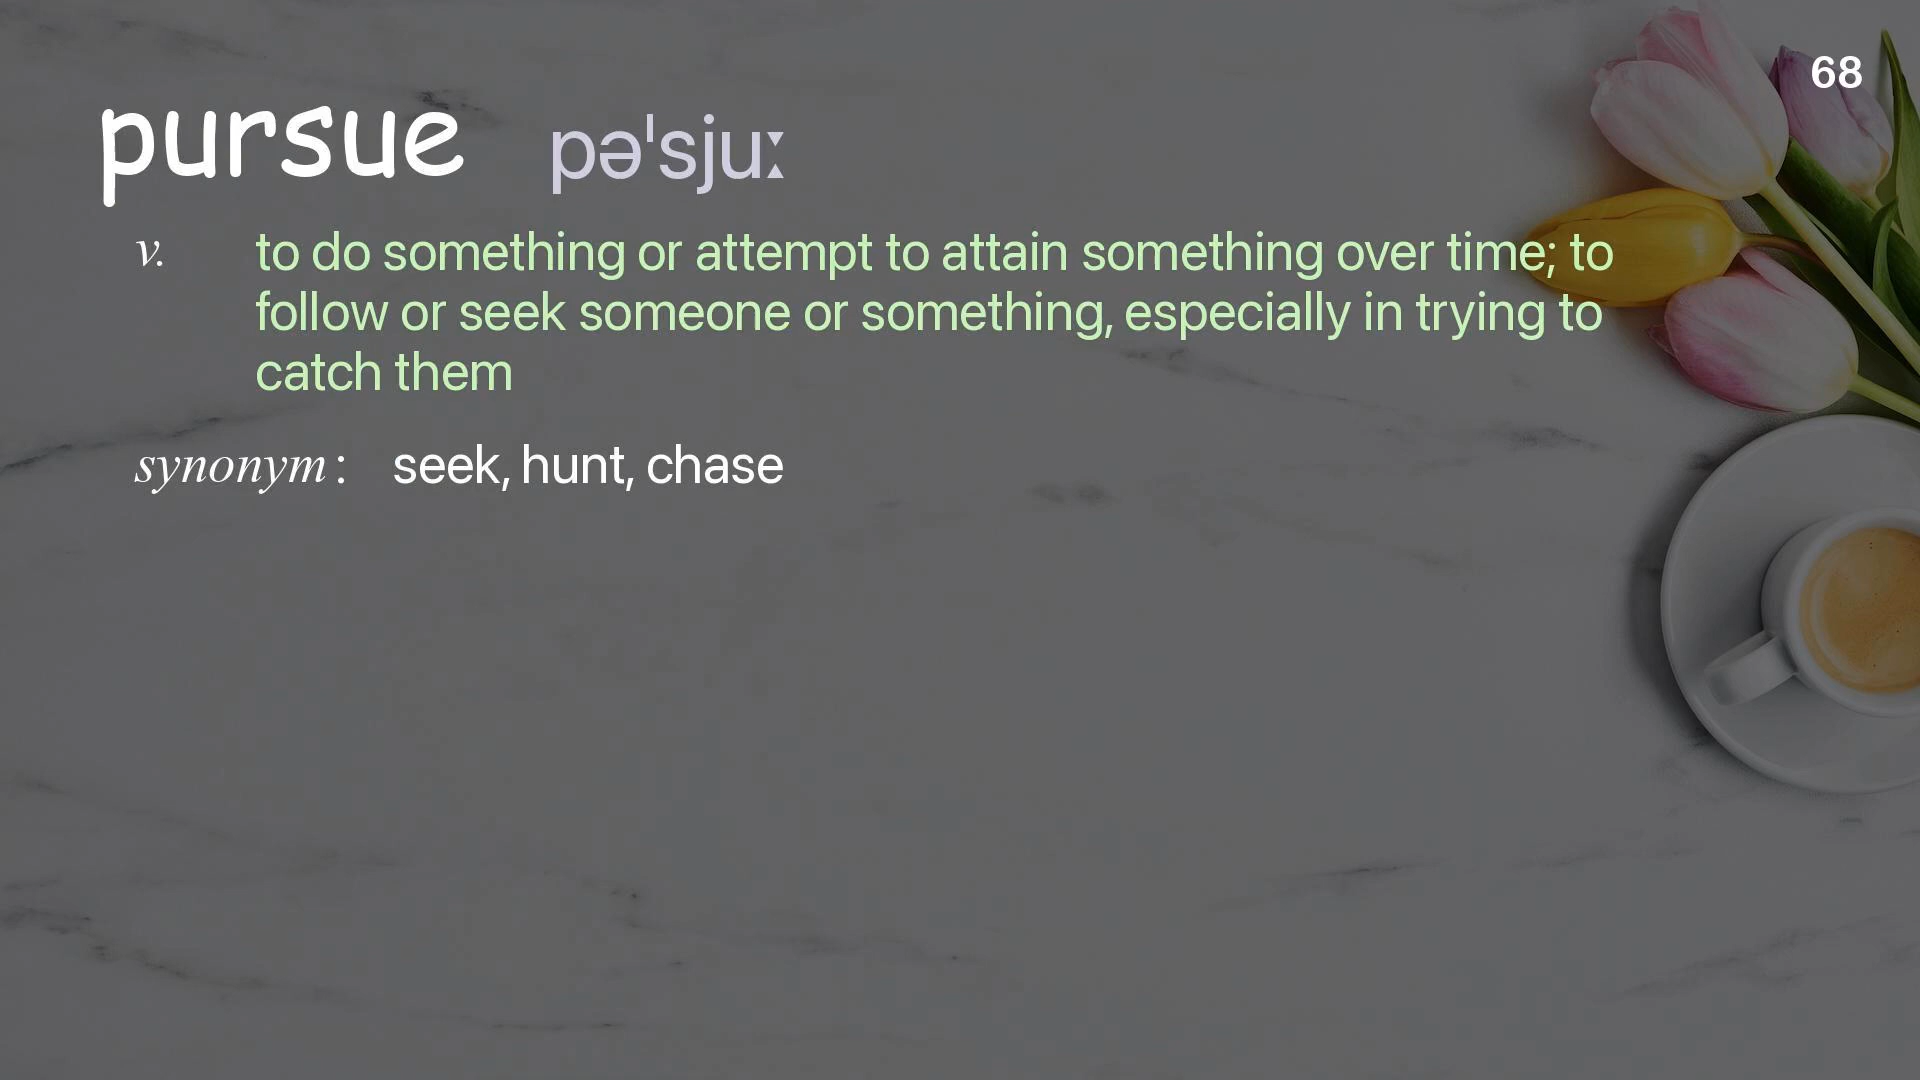 68
pursue pəˈsjuː
v. to do something or attempt to attain something over time; to
follow or seek someone or something, especially in trying to
catch them
synonym : seek, hunt, chase